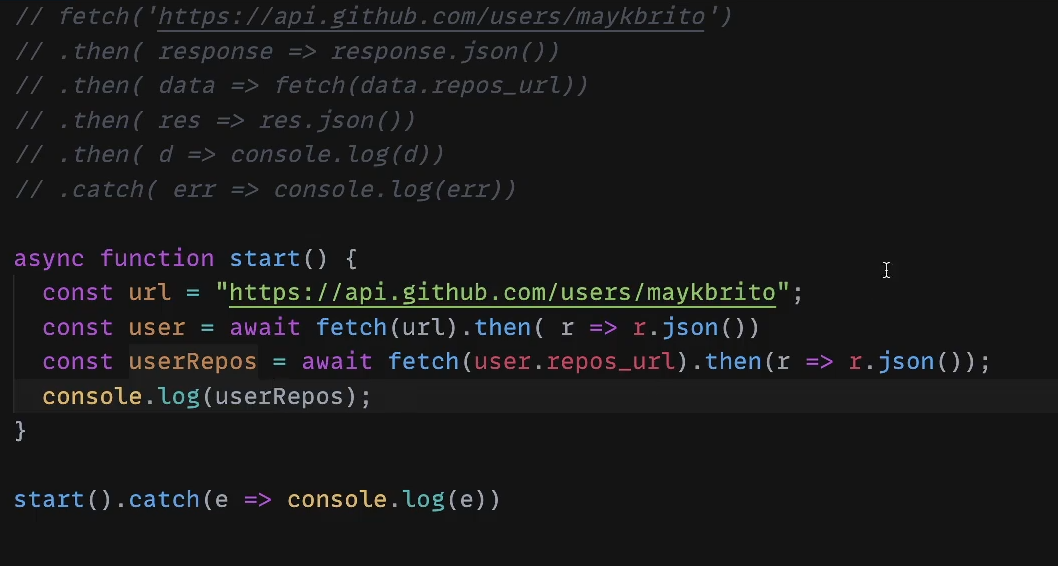 // fetch('https://api.github.com/users/maykbrito')
// .then( response => response.json())
// .then( data => fetch(data.repos_url))
// .then( res => res.json())
// .then( d => console.log(d))
// .catch( err => console.log(err))
async function start() {
const url = "https://api.github.com/users/maykbrito";
const user = await fetch(url).then( r => r.json())
const userRepos = await fetch(user.repos_url).then(r => r.json());
console.log(userRepos);
}
start().catch(e => console.log(e))